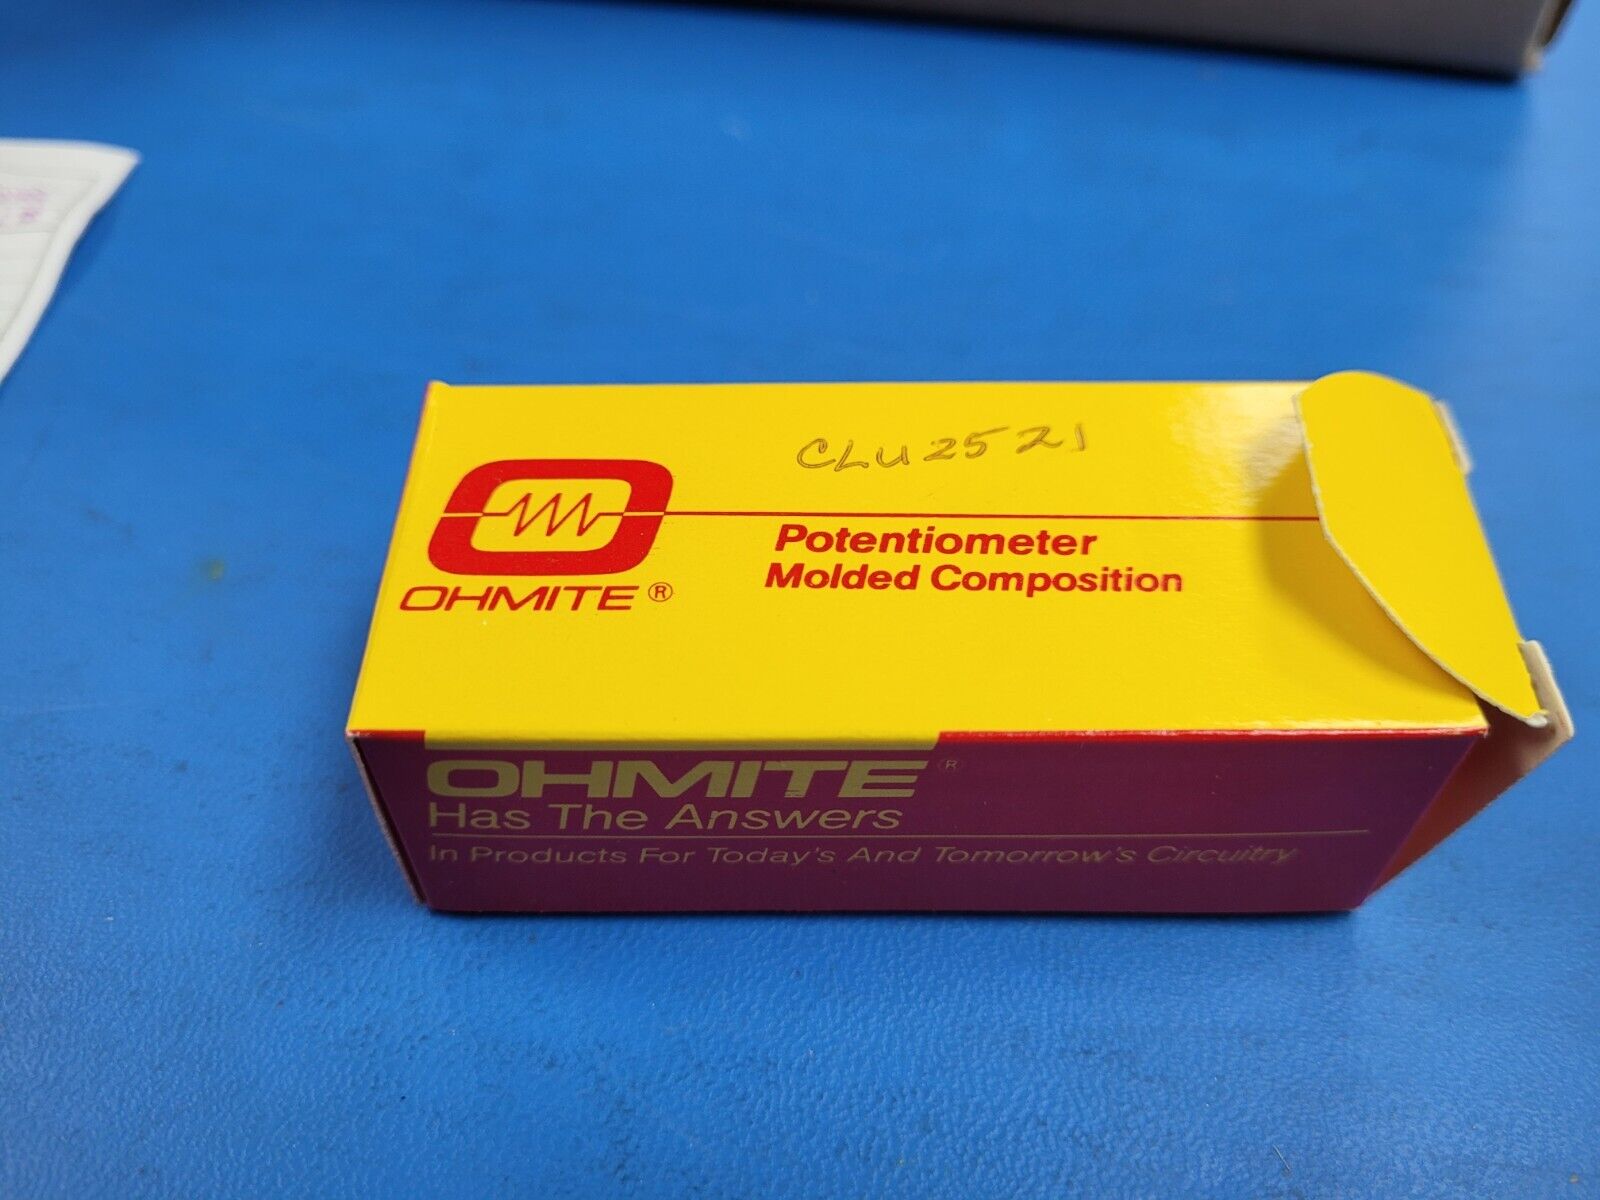 CLU2521
OHMITE®
Potentiometer
Molded Composition
OHMITE®
Has The Answers
In Products For Today's And Tomorrow's Circuitry